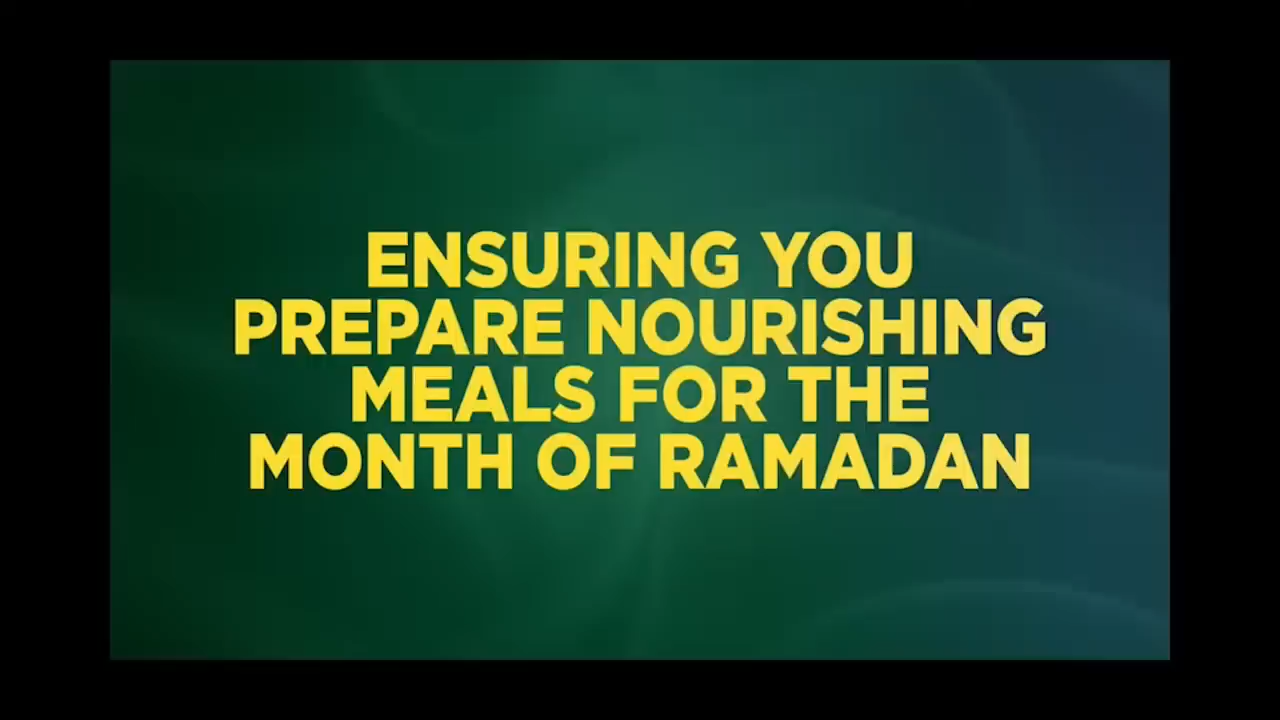 ENSURING YOU
PREPARE NOURISHING
MEALS FOR THE
MONTH OF RAMADAN